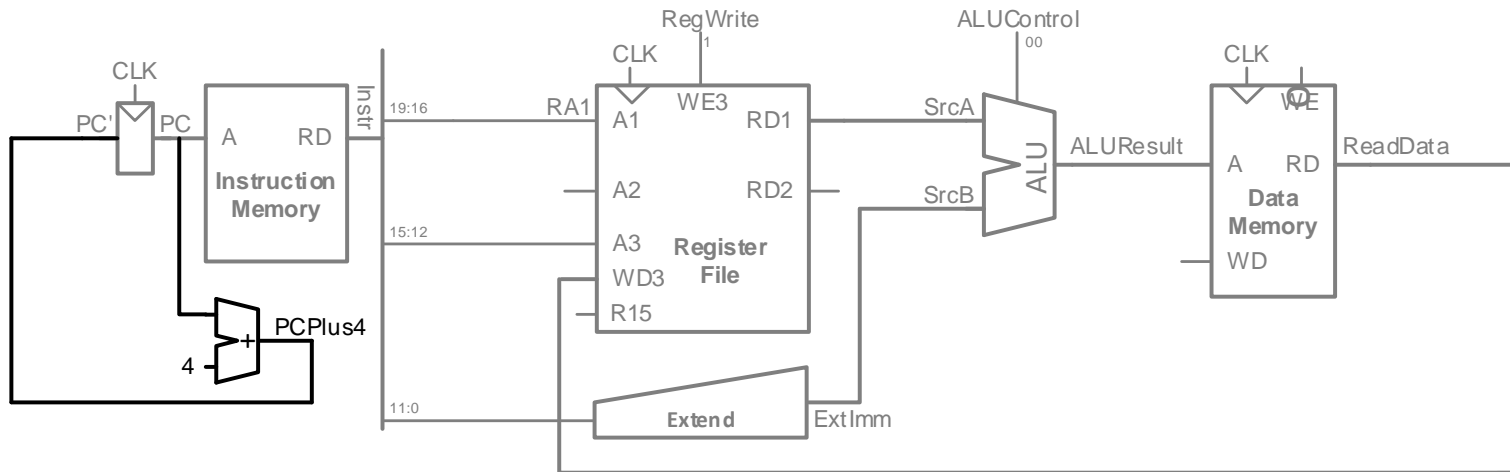 RegWrite
1
ALUControl
00
CLK
CLK
CLK
PC'
PC
A
RD
Instruction
Memory
Instr
19:16
RA1
A1
WE3
RD1
SrcA
ALU
ALUResult
WE
0
A
RD
ReadData
A2
RD2
SrcB
Data
Memory
15:12
A3
Register
File
WD3
WD
R15
PCPlus4
+
4
11:0
Extend
ExtImm